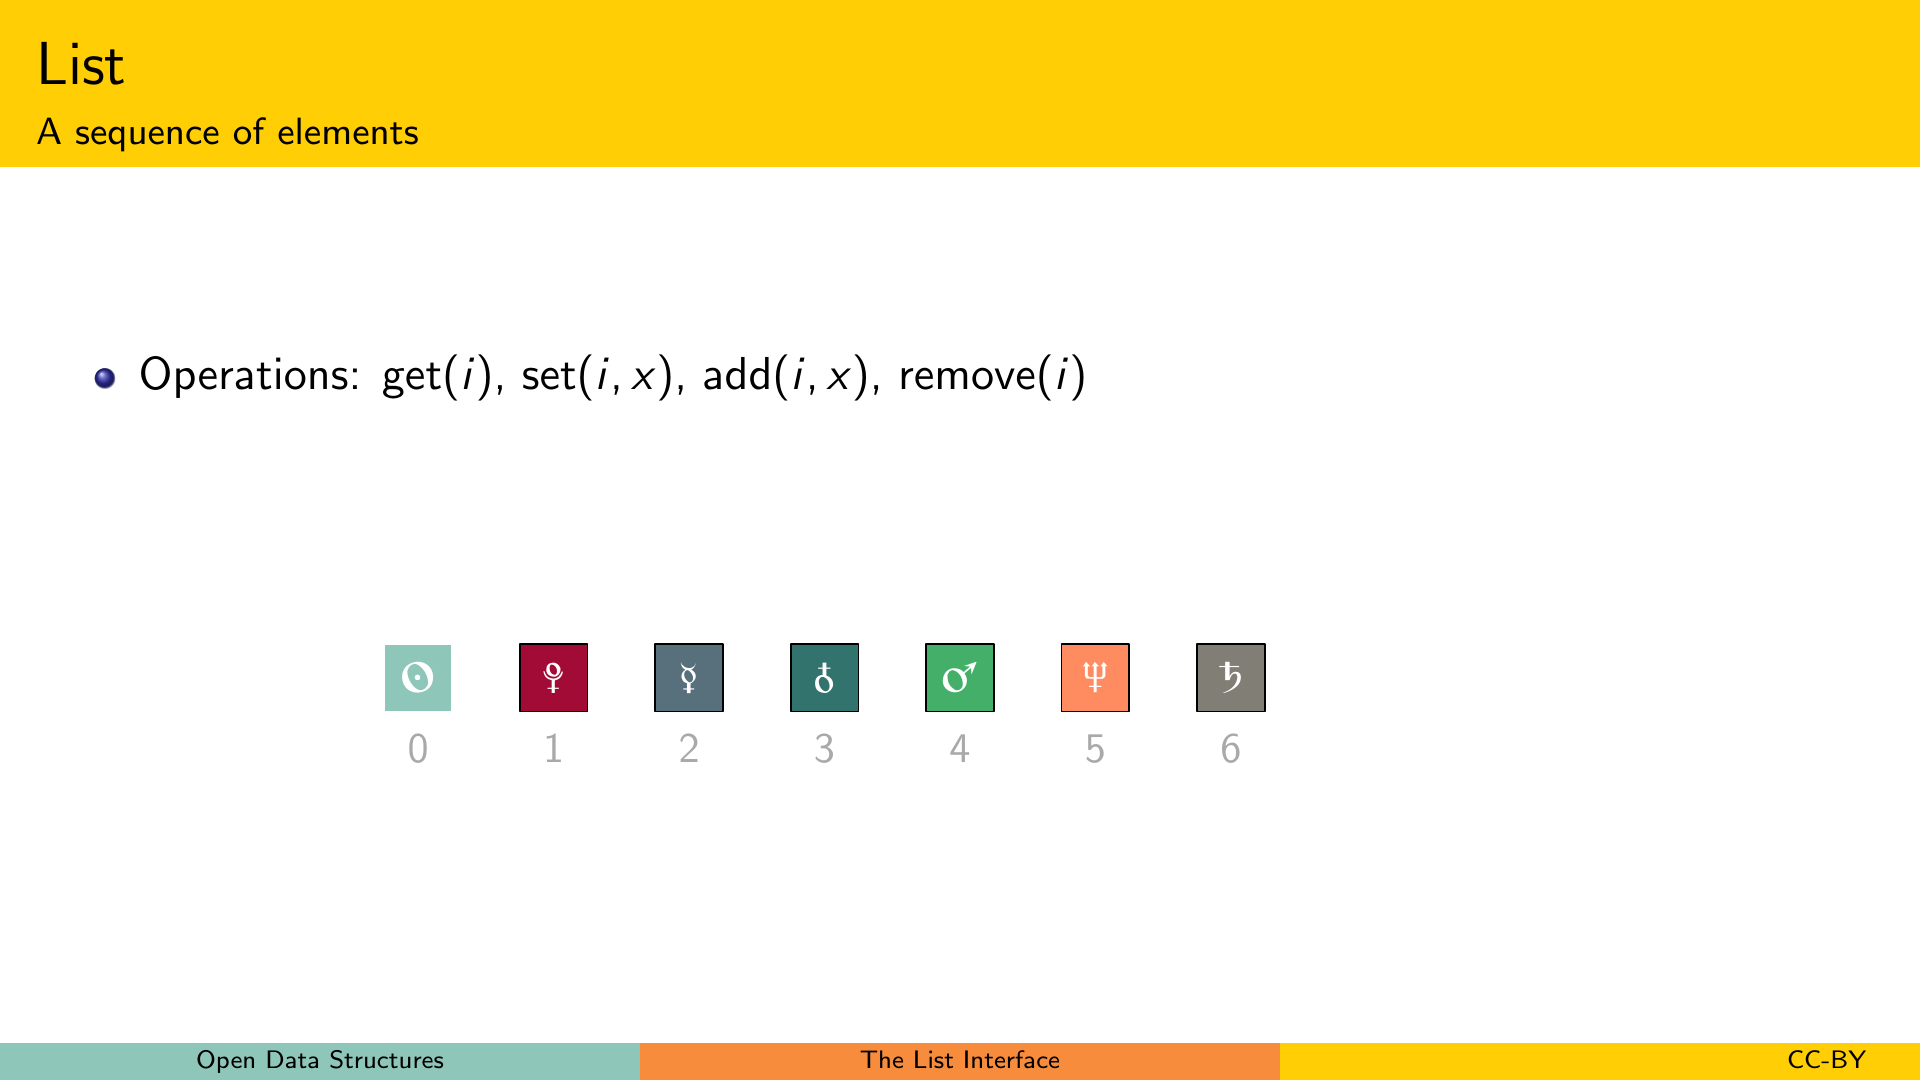 List
A sequence of elements
Operations: get(i), set(i, x), add(i, x), remove(i)
☉ ♇ ☿ ♁ ♂ ♆ ♄
0 1 2 3 4 5 6
Open Data Structures The List Interface CC-BY